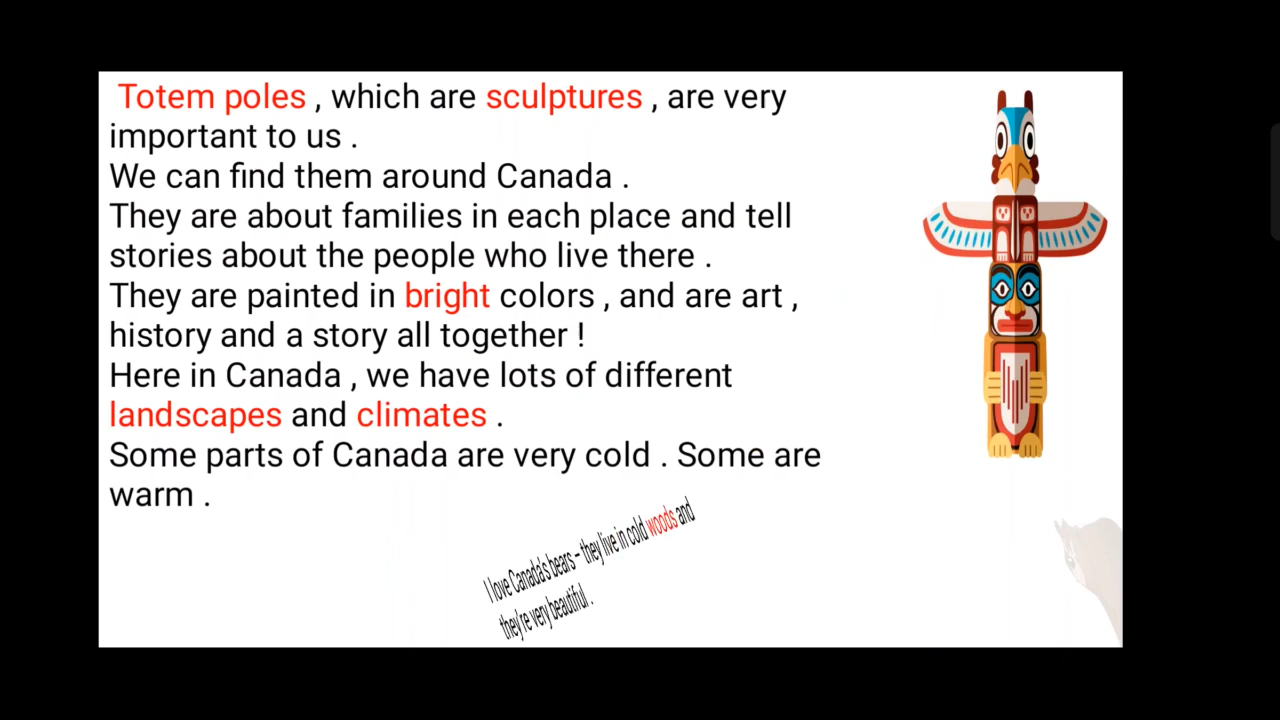 Totem poles , which are sculptures , are very
important to us .
We can find them around Canada .
They are about families in each place and tell
stories about the people who live there .
They are painted in bright colors , and are art ,
history and a story all together !
Here in Canada , we have lots of different
landscapes and climates .
Some parts of Canada are very cold . Some are
warm .
I love Canada's bears – they live in cold woods and
they're very beautiful .